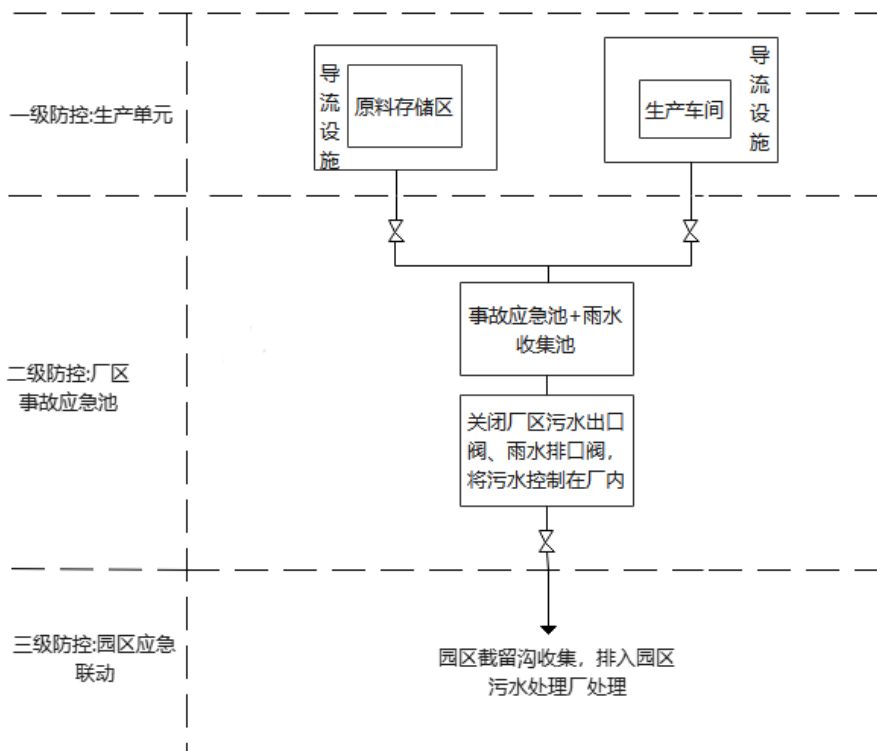 一级防控:生产单元
导
流
设
施
原料存储区
生产车间
导
流
设
施
二级防控:厂区
事故应急池
事故应急池+雨水
收集池
关闭厂区污水出口
阀、雨水排口阀，
将污水控制在厂内
三级防控:园区应急
联动
园区截留沟收集，排入园区
污水处理厂处理